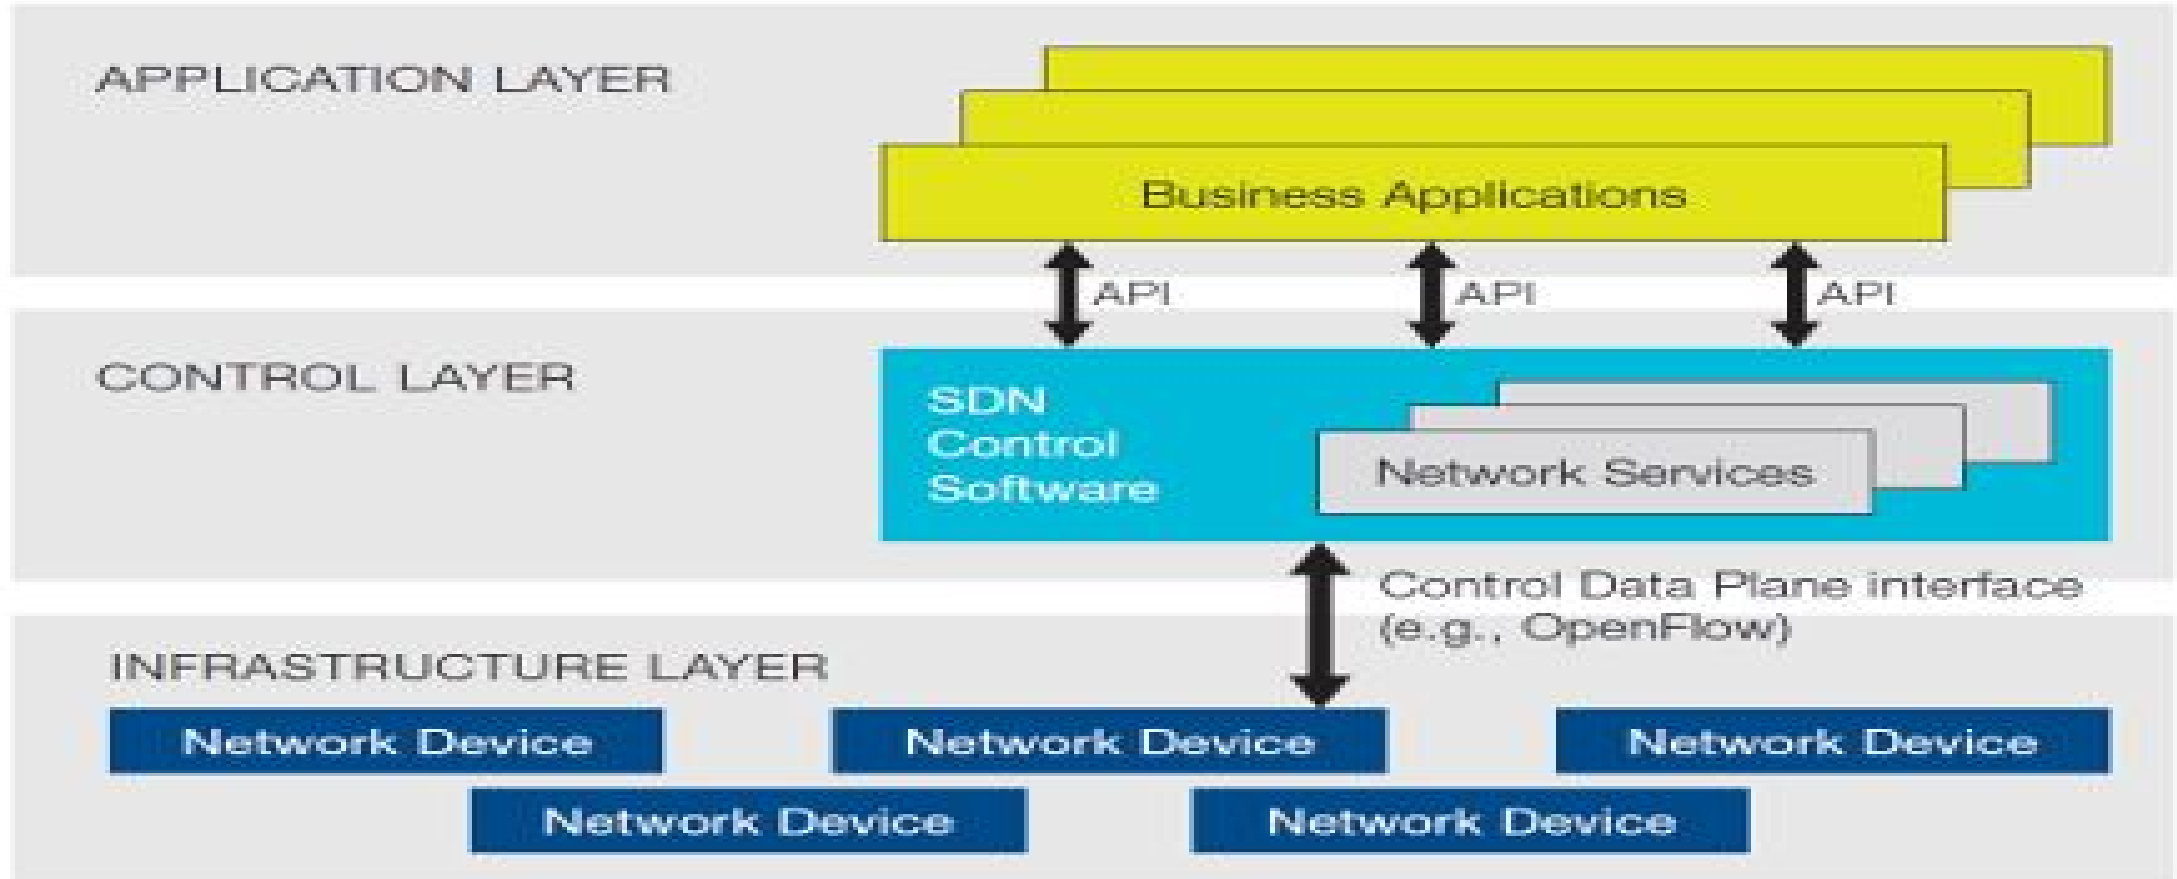 APPLICATION LAYER
Business Applications
API
API
API
CONTROL LAYER
SDN
Control
Software
Network Services
Control Data Plane interface
(e.g., OpenFlow)
INFRASTRUCTURE LAYER
Network Device
Network Device
Network Device
Network Device
Network Device